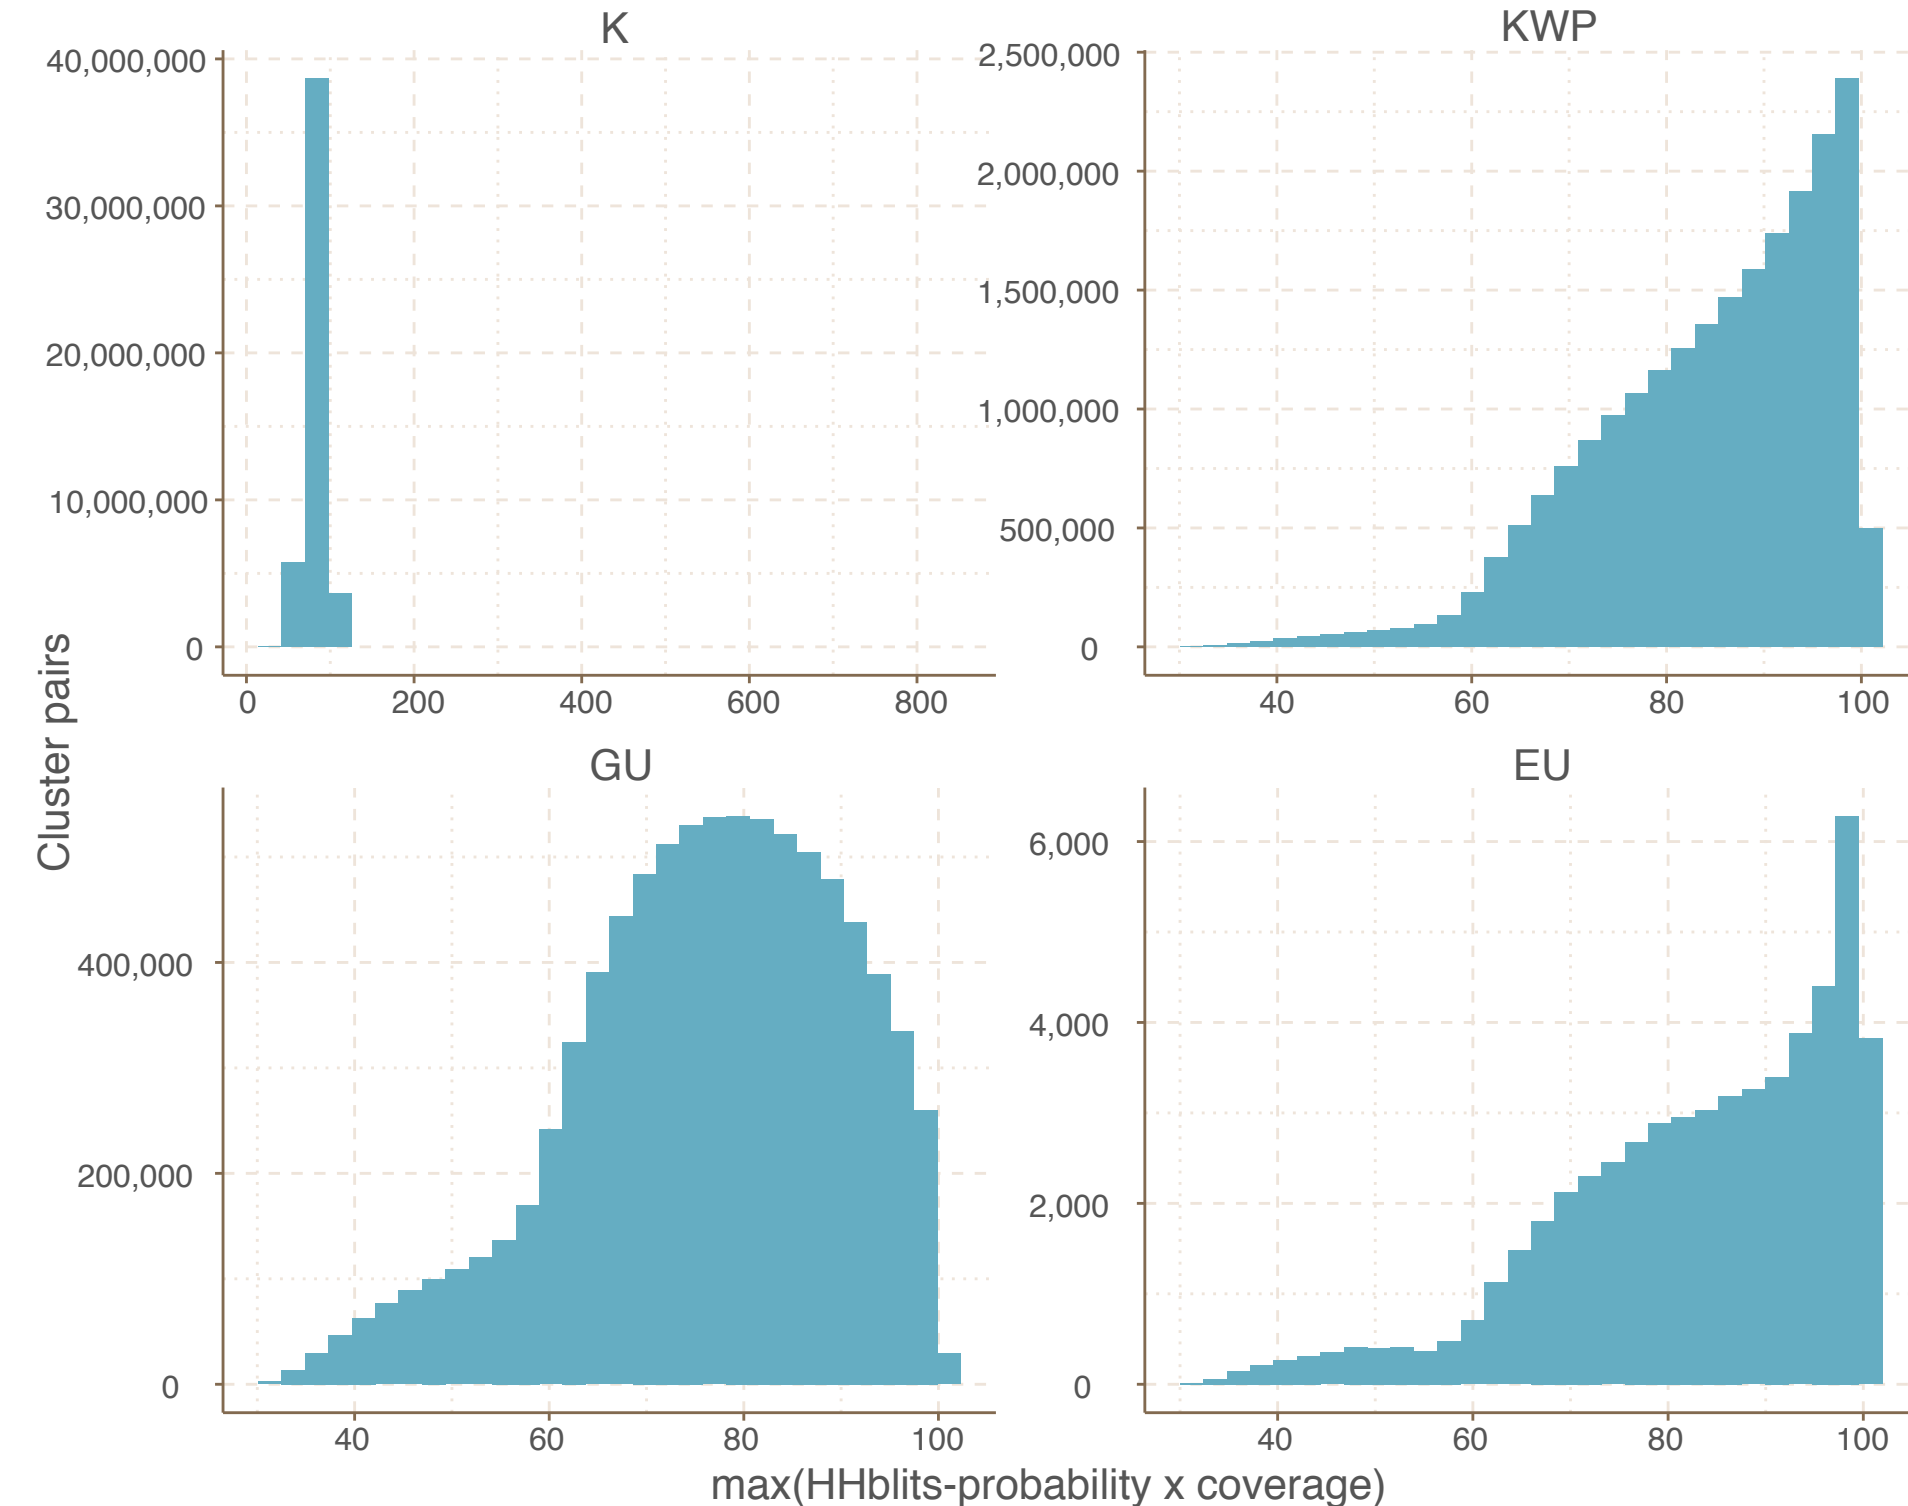 K
40,000,000
30,000,000
20,000,000
10,000,000
0
0 200 400 600 800
KWP
2,500,000
2,000,000
1,500,000
1,000,000
500,000
0
40 60 80 100
Cluster pairs
GU
400,000
200,000
0
40 60 80 100
EU
6,000
4,000
2,000
0
40 60 80 100
max(HHblits-probability x coverage)